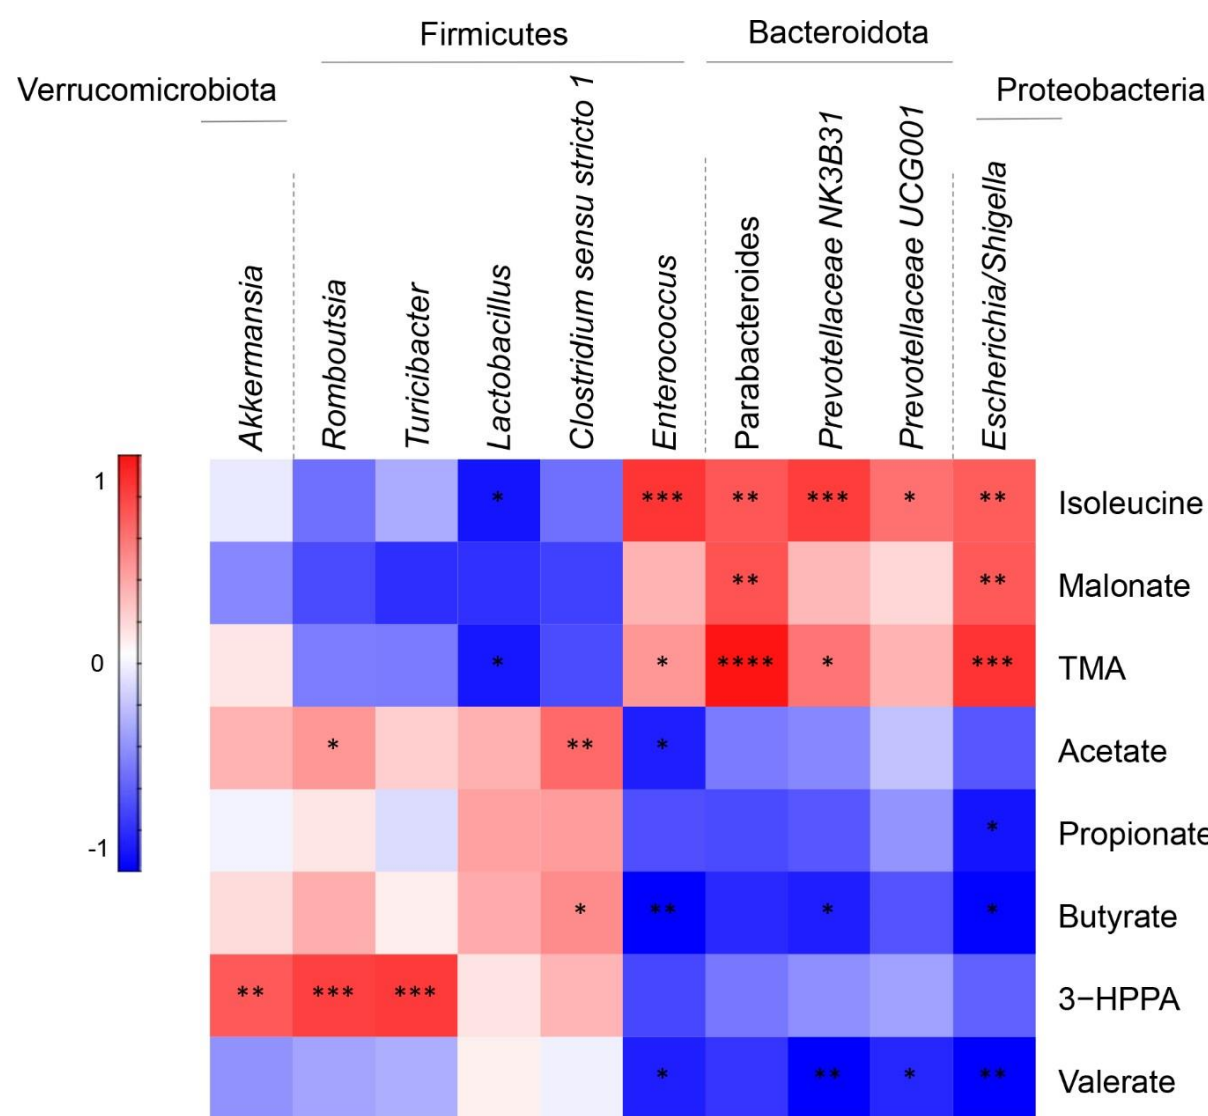 Firmicutes
Bacteroidota
Verrucomicrobiota
Proteobacteria
Akkermansia
Romboutsia
Turicibacter
Lactobacillus
Clostridium sensu stricto 1
Enterococcus
Parabacteroides
Prevotellaceae NK3B31
Prevotellaceae UCG001
Escherichia/Shigella
1
0
-1
* *** ** *** * ** Isoleucine
** ** Malonate
* * **** * *** TMA
* ** * Acetate
* Propionate
* ** * * Butyrate
** *** *** 3−HPPA
* ** * ** Valerate